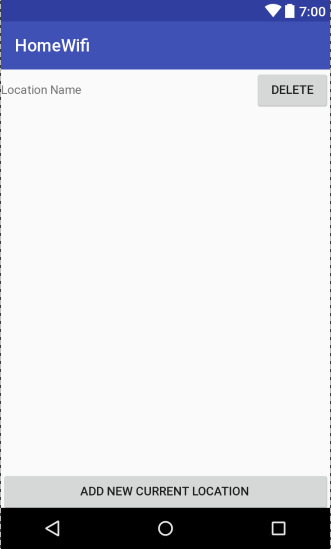 7:00
HomeWifi
Location Name
DELETE
ADD NEW CURRENT LOCATION